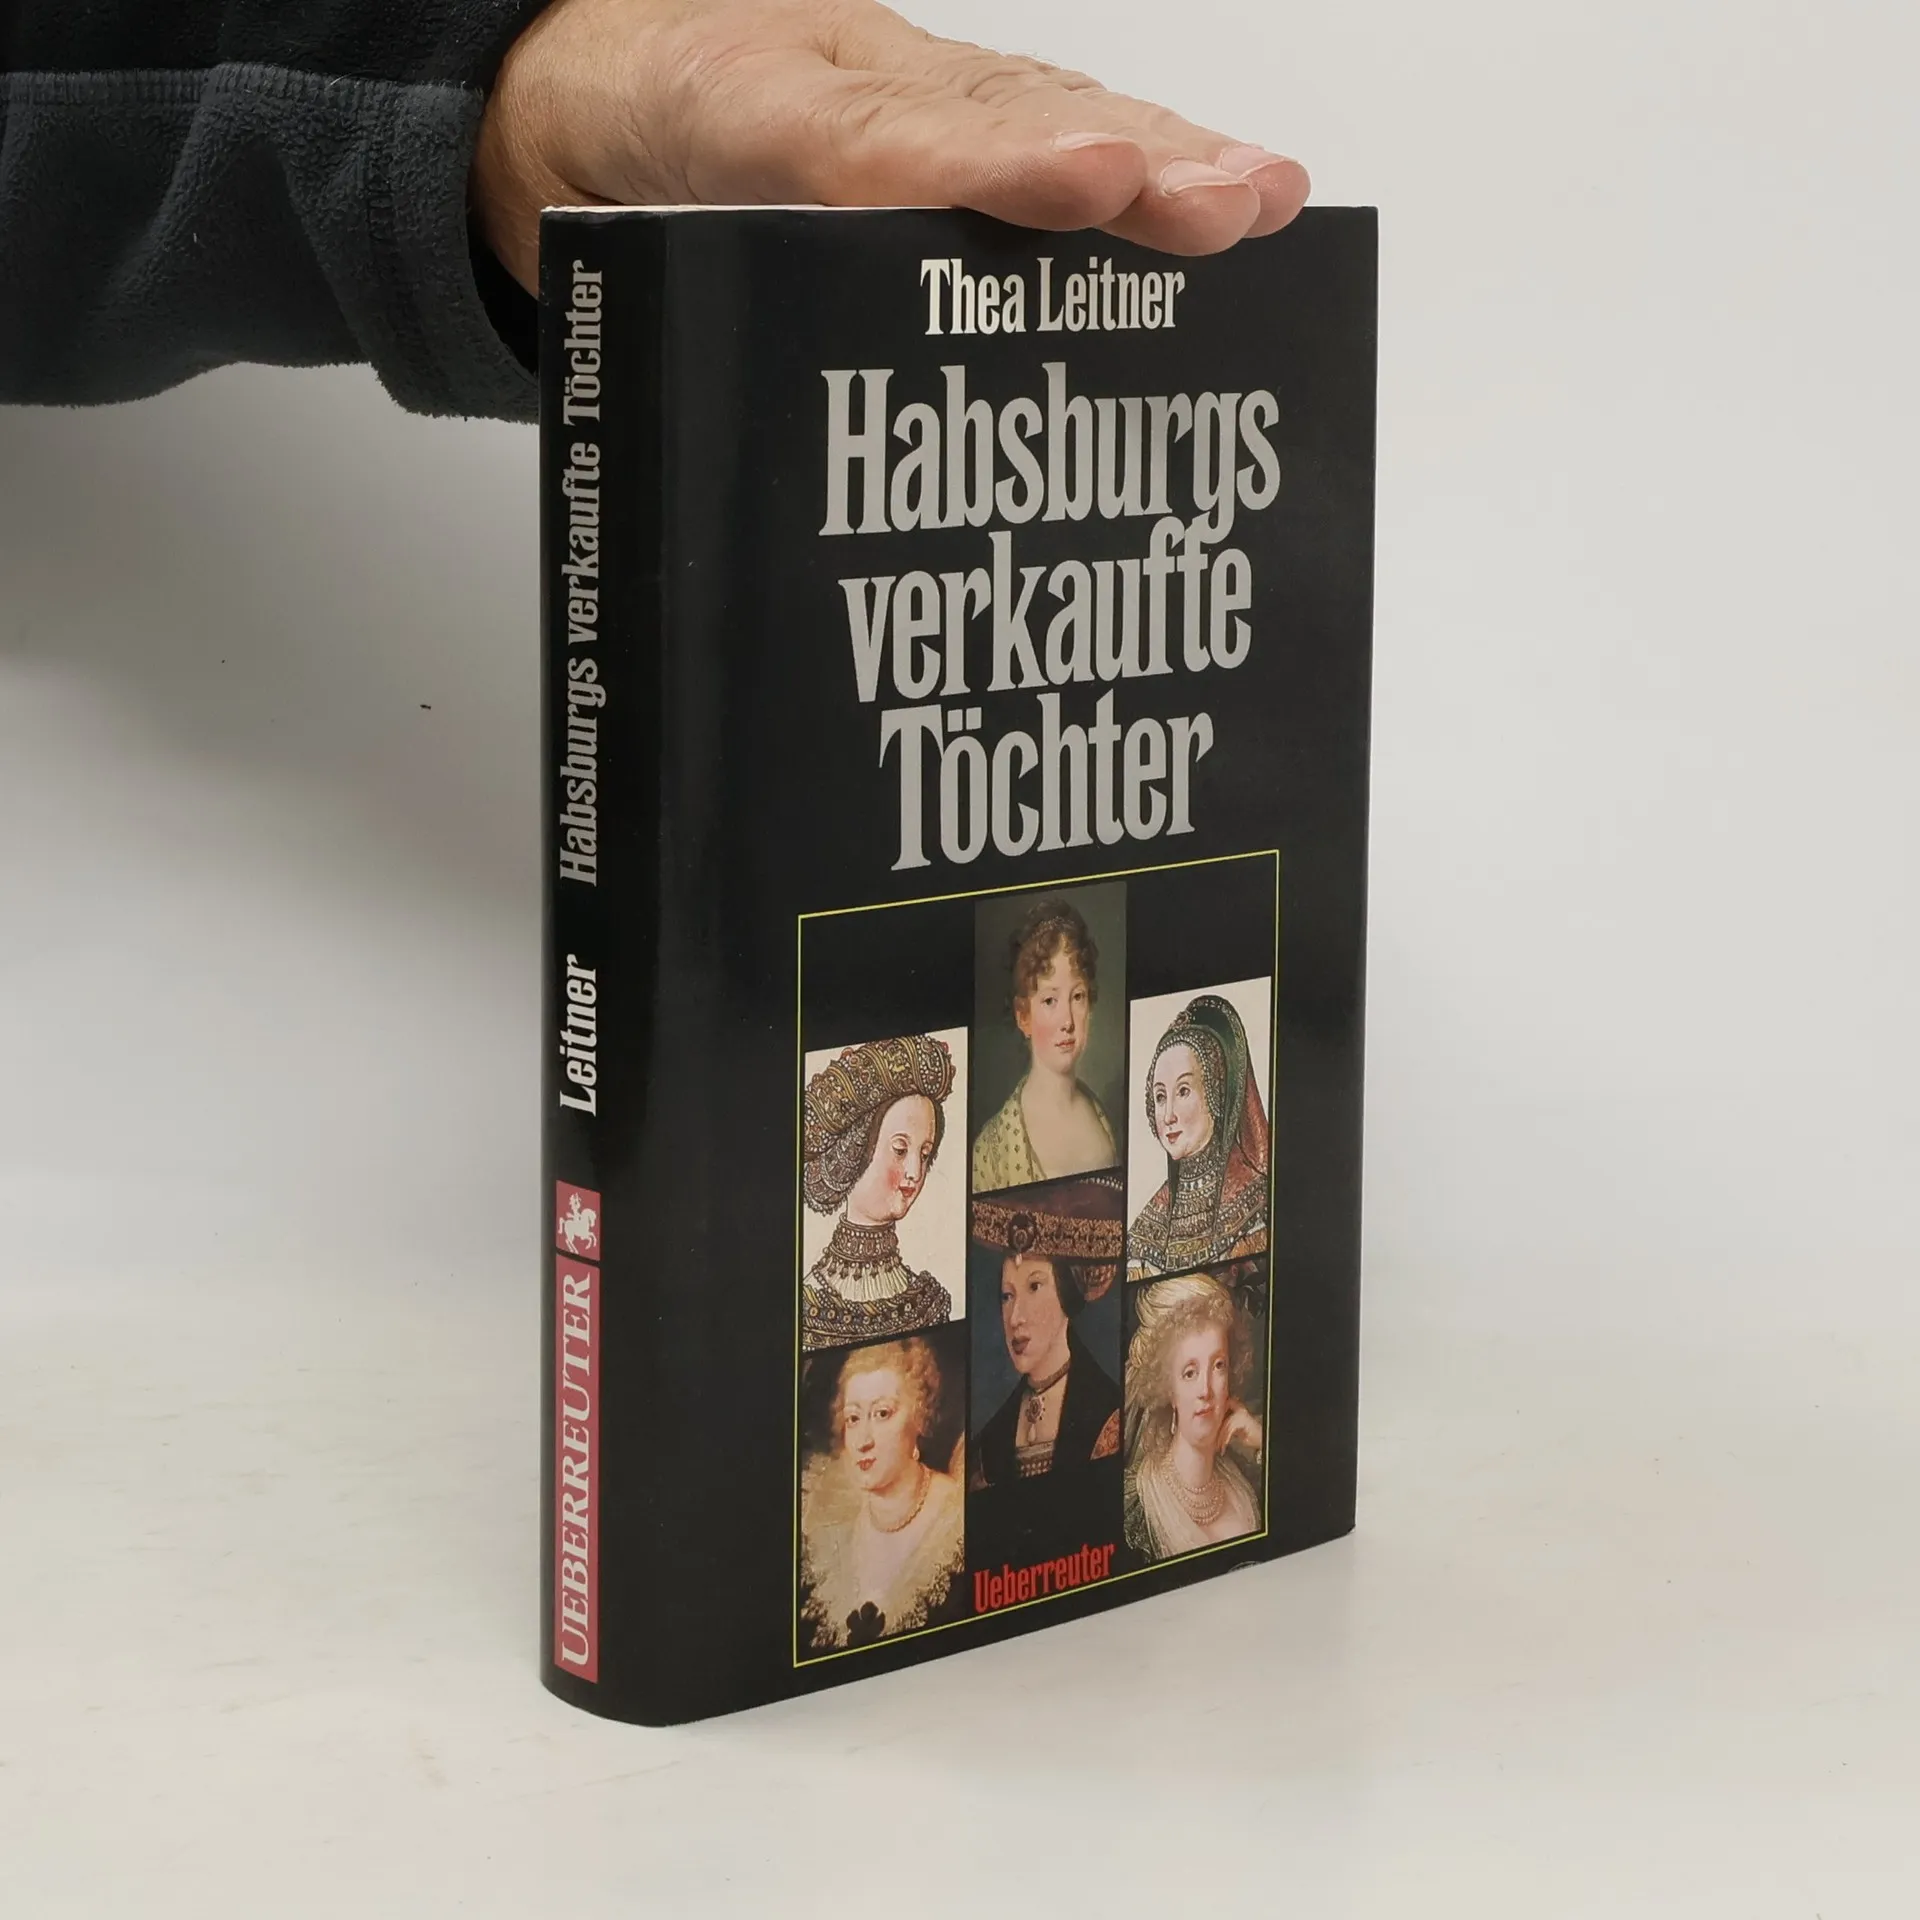 Thea Leitner
Habsburgs
verkaufte
Töchter
Ueberreuter
Leitner Habsburgs verkaufte Töchter
UEBERREUTER